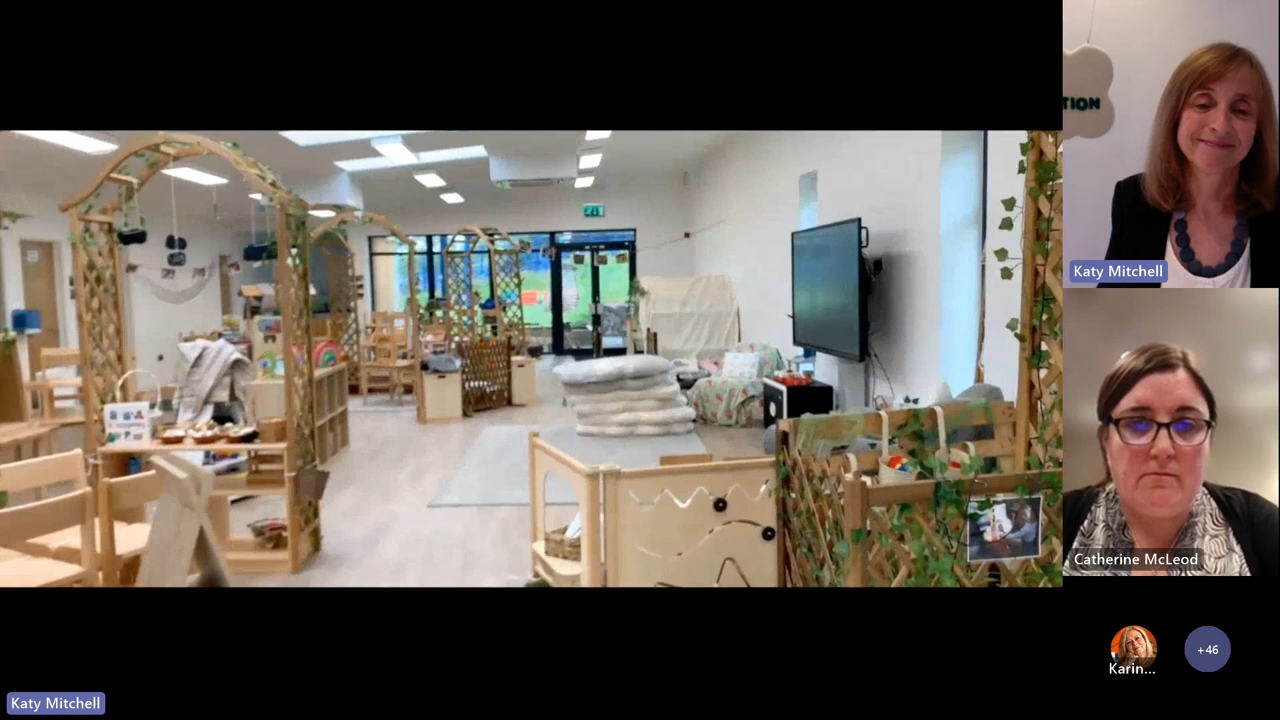 TION
Katy Mitchell
Catherine McLeod
Karin...
+46
Katy Mitchell